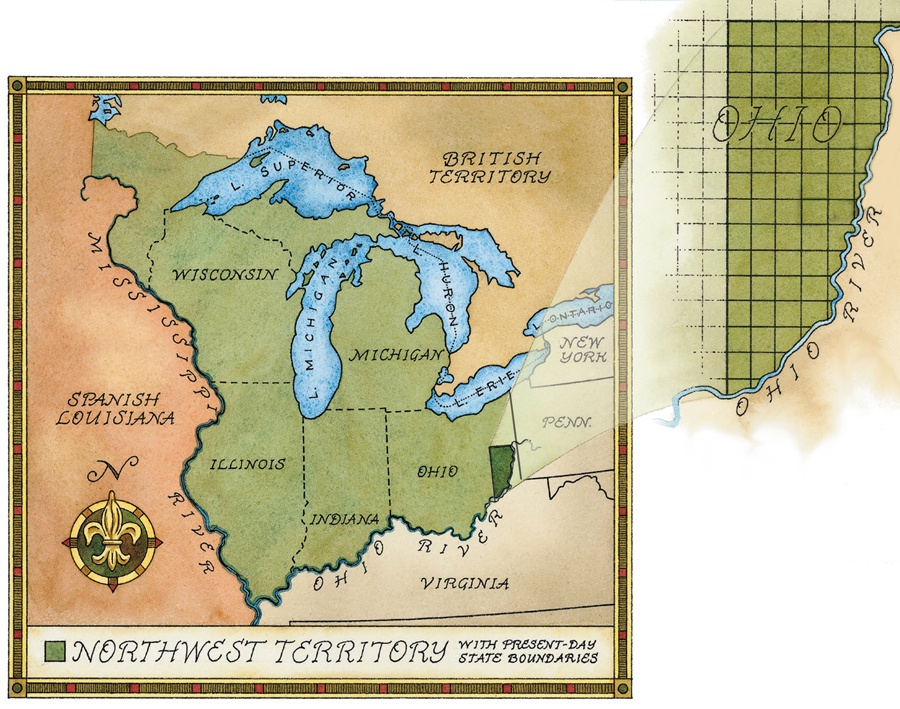 OHIO
OHIO RIVER
BRITISH
TERRITORY
L. SUPERIOR
WISCONSIN
L. MICHIGAN
L. HURON
MICHIGAN
L. ONTARIO
NEW
YORK
L. ERIE
PENN.
MISSISSIPPI
RIVER
SPANISH
LOUISIANA
N
ILLINOIS
INDIANA
OHIO
OHIO RIVER
VIRGINIA
NORTHWEST TERRITORY
WITH PRESENT-DAY
STATE BOUNDARIES